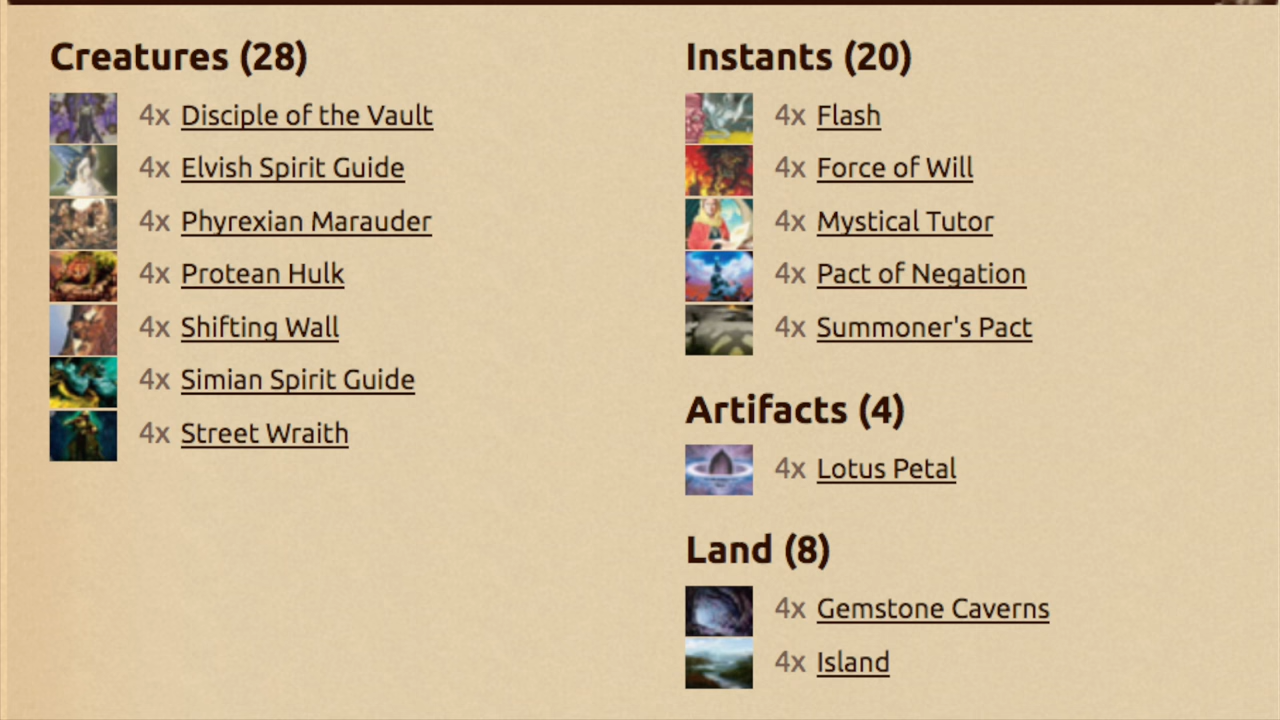 Creatures (28)
4x Disciple of the Vault
4x Elvish Spirit Guide
4x Phyrexian Marauder
4x Protean Hulk
4x Shifting Wall
4x Simian Spirit Guide
4x Street Wraith
Instants (20)
4x Flash
4x Force of Will
4x Mystical Tutor
4x Pact of Negation
4x Summoner's Pact
Artifacts (4)
4x Lotus Petal
Land (8)
4x Gemstone Caverns
4x Island